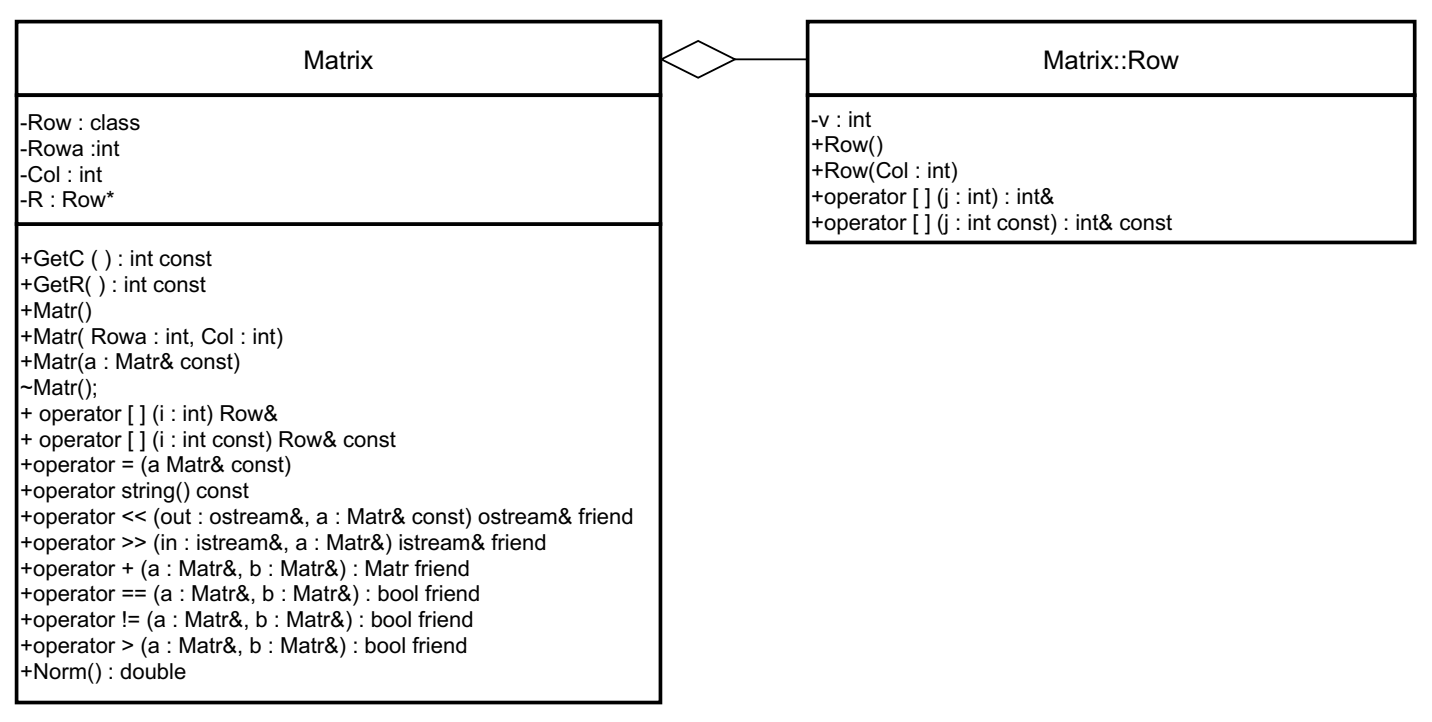 Matrix
-Row : class
-Rowa :int
-Col : int
-R : Row*
+GetC ( ) : int const
+GetR( ) : int const
+Matr()
+Matr( Rowa : int, Col : int)
+Matr(a : Matr& const)
~Matr();
+ operator [ ] (i : int) Row&
+ operator [ ] (i : int const) Row& const
+operator = (a Matr& const)
+operator string() const
+operator << (out : ostream&, a : Matr& const) ostream& friend
+operator >> (in : istream&, a : Matr&) istream& friend
+operator + (a : Matr&, b : Matr&) : Matr friend
+operator == (a : Matr&, b : Matr&) : bool friend
+operator != (a : Matr&, b : Matr&) : bool friend
+operator > (a : Matr&, b : Matr&) : bool friend
+Norm() : double
Matrix::Row
-v : int
+Row()
+Row(Col : int)
+operator [ ] (j : int) : int&
+operator [ ] (j : int const) : int& const